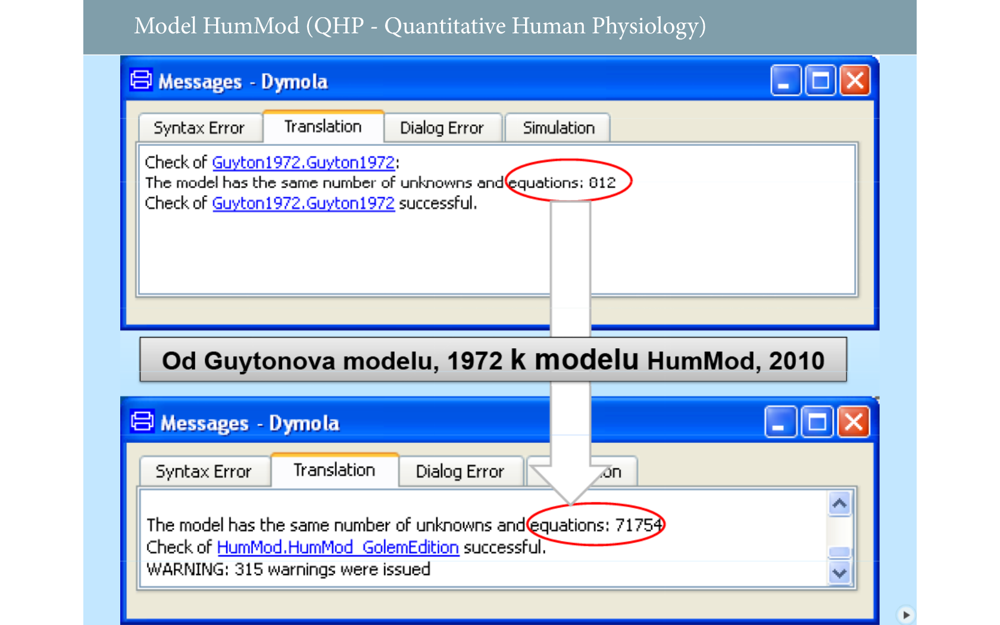 Model HumMod (QHP - Quantitative Human Physiology)
Messages - Dymola
Syntax Error Translation Dialog Error Simulation
Check of Guyton1972.Guyton1972:
The model has the same number of unknowns and equations: 812
Check of Guyton1972.Guyton1972 successful.
Od Guytonova modelu, 1972 k modelu HumMod, 2010
Messages - Dymola
Syntax Error Translation Dialog Error on
The model has the same number of unknowns and equations: 71754
Check of HumMod.HumMod_GolemEdition successful.
WARNING: 315 warnings were issued